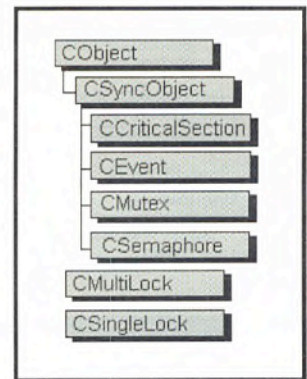 CObject
CSyncObject
CCriticalSection
CEvent
CMutex
CSemaphore
CMultiLock
CSingleLock